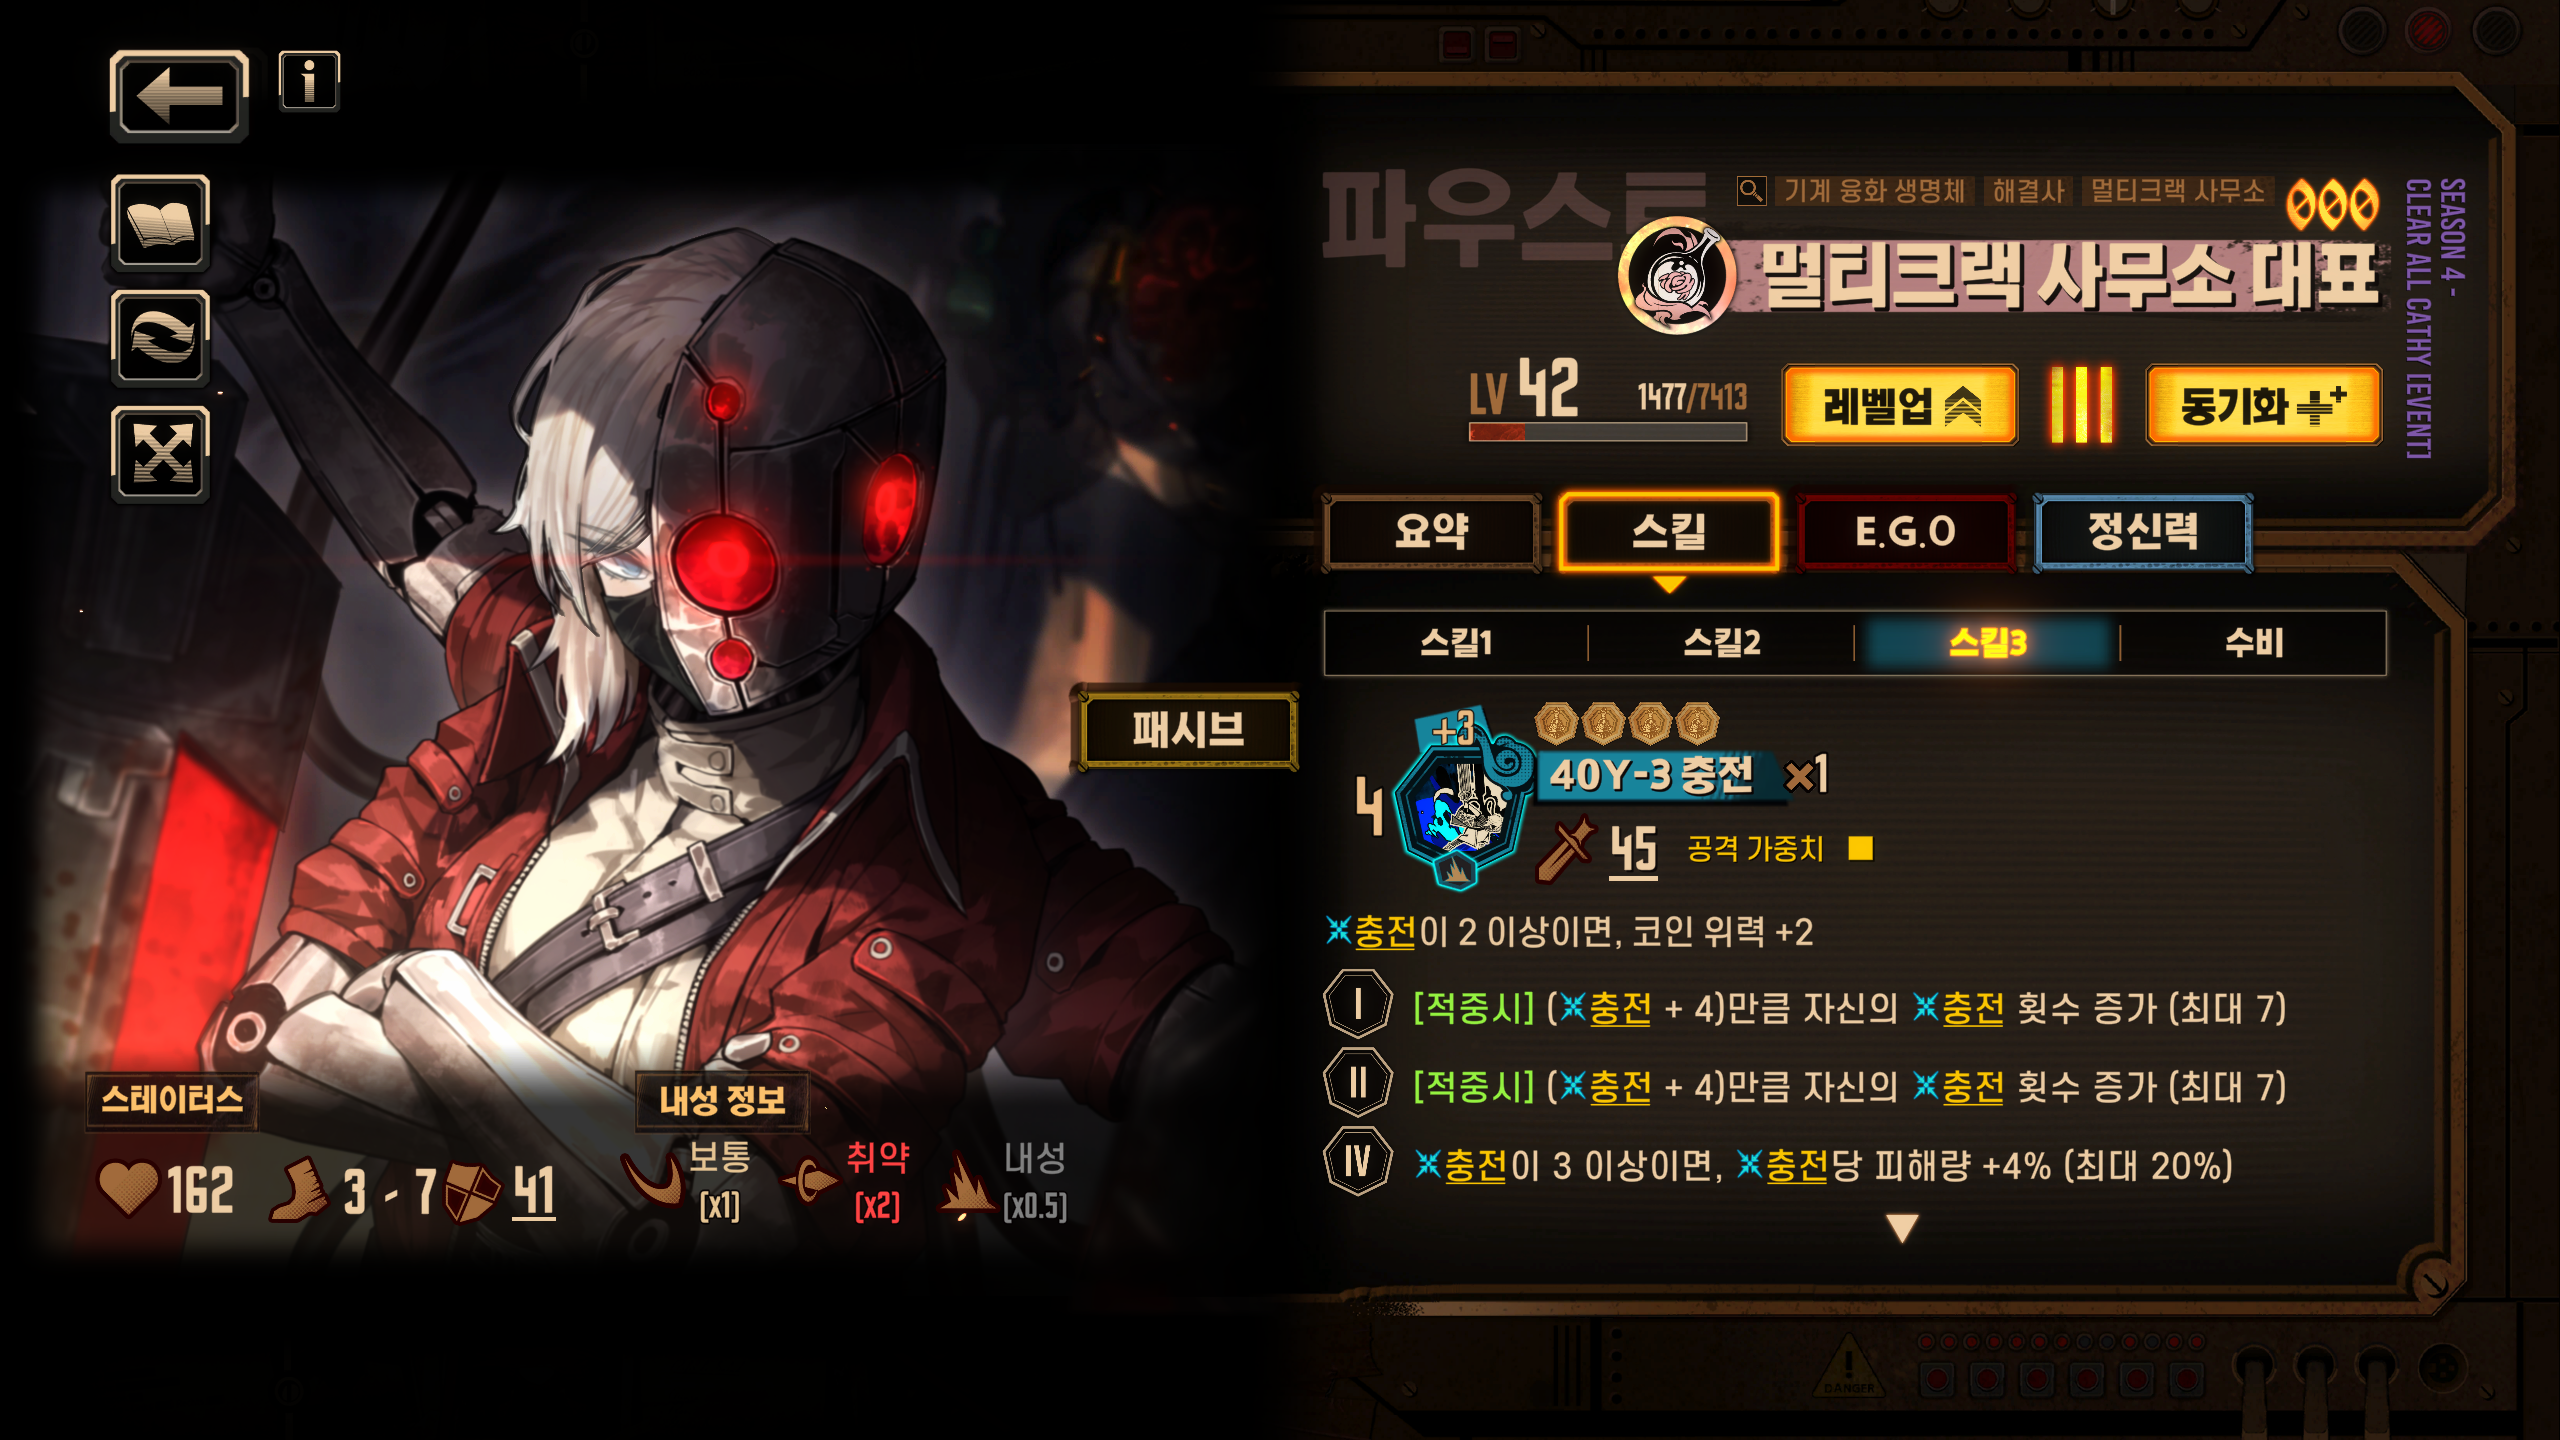 i
파우스트
기계 융화 생명체
해결사
멀티크랙 사무소
000
멀티크랙 사무소 대표
SEASON 4 -
CLEAR ALL CATHY [EVENT]
LV 42
1477/7413
레벨업
동기화
요약
스킬
E.G.O
정신력
스킬1
스킬2
스킬3
수비
패시브
+3
4
40Y-3 충전 ×1
45
공격 가중치
충전이 2 이상이면, 코인 위력 +2
I
[적중시] (충전 + 4)만큼 자신의 충전 횟수 증가 (최대 7)
II
[적중시] (충전 + 4)만큼 자신의 충전 횟수 증가 (최대 7)
IV
충전이 3 이상이면, 충전당 피해량 +4% (최대 20%)
스테이터스
162
3 - 7
41
내성 정보
보통
(x1)
취약
(x2)
내성
(x0.5)
DANGER